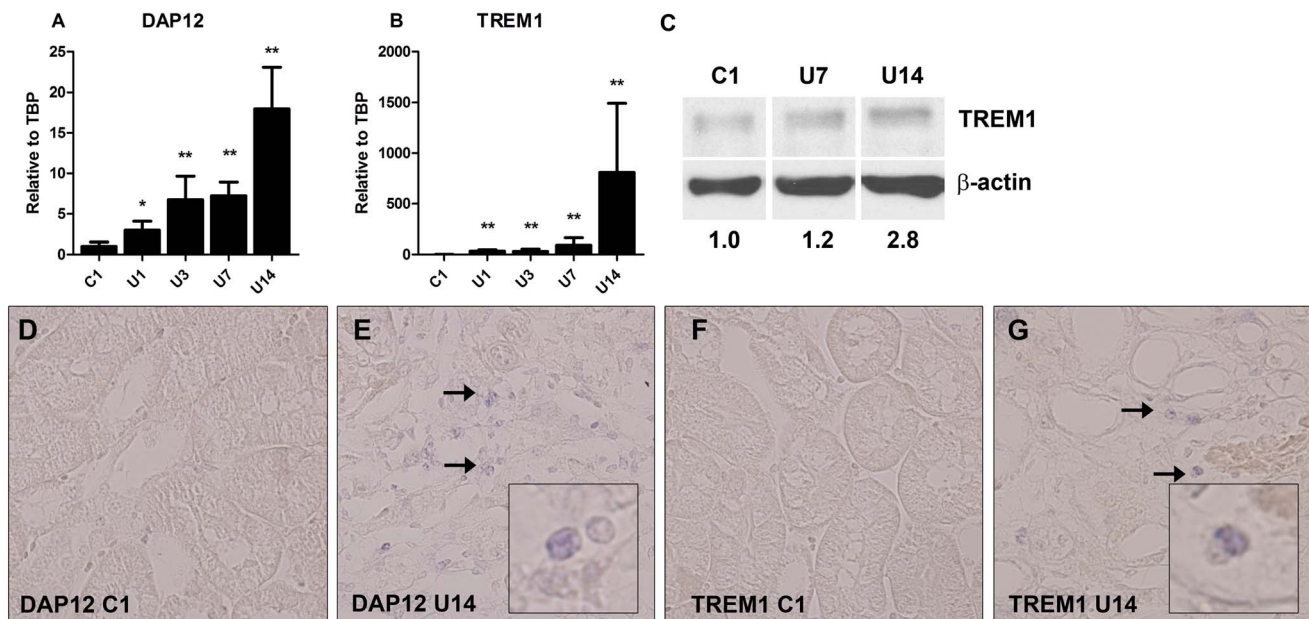 A
DAP12
Relative to TBP
25
20
15
10
5
0
*
**
**
**
C1
U1
U3
U7
U14
B
TREM1
Relative to TBP
2000
1500
1000
500
0
**
**
**
**
C1
U1
U3
U7
U14
C
C1 U7 U14
TREM1
β-actin
1.0 1.2 2.8
D
DAP12 C1
E
DAP12 U14
F
TREM1 C1
G
TREM1 U14